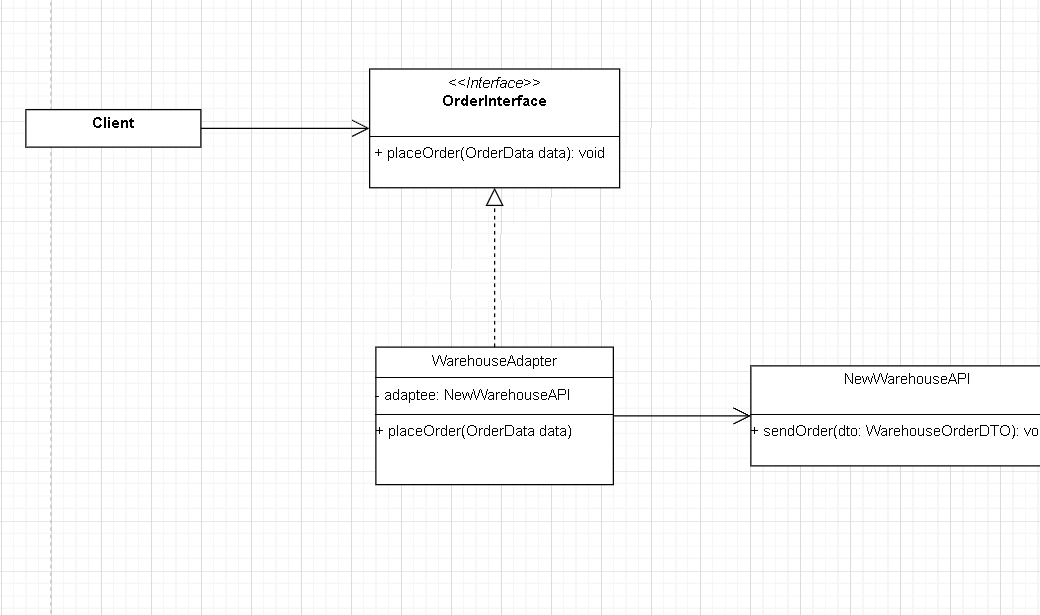 <<Interface>>
OrderInterface
Client
+ placeOrder(OrderData data): void
WarehouseAdapter
- adaptee: NewWarehouseAPI
+ placeOrder(OrderData data)
NewWarehouseAPI
+ sendOrder(dto: WarehouseOrderDTO): vo